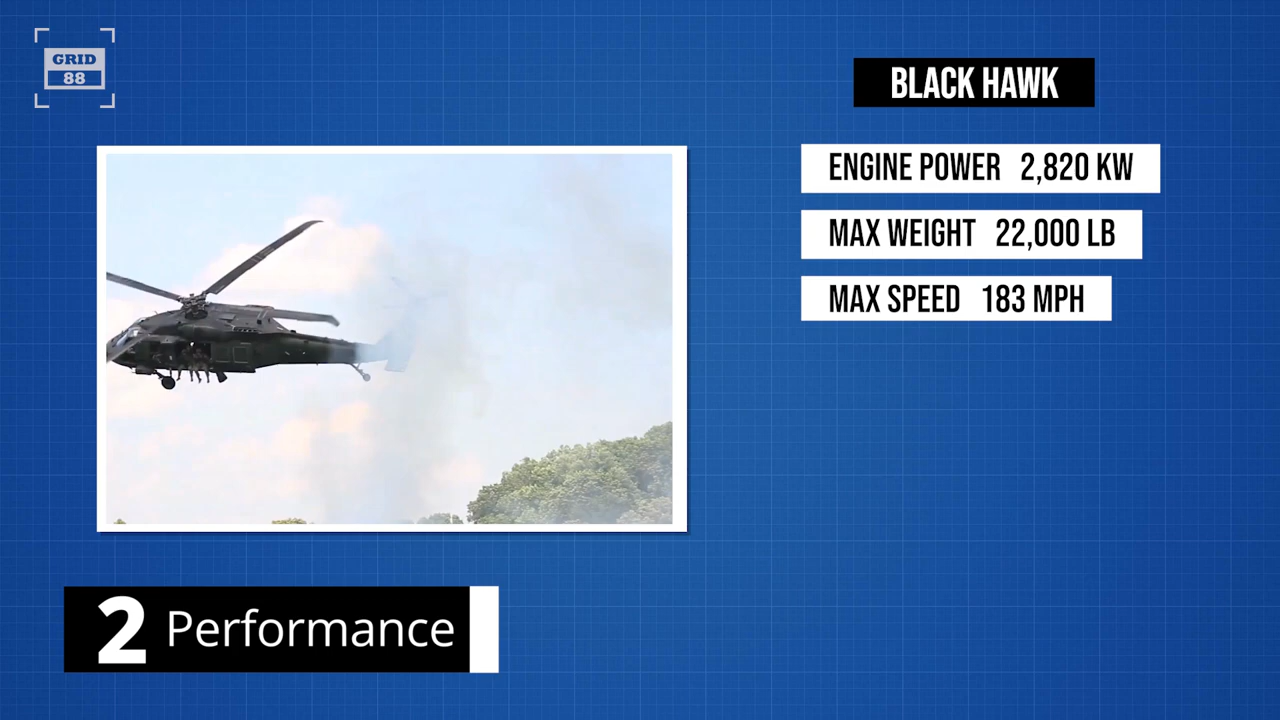 GRID
88
BLACK HAWK
ENGINE POWER 2,820 KW
MAX WEIGHT 22,000 LB
MAX SPEED 183 MPH
2 Performance